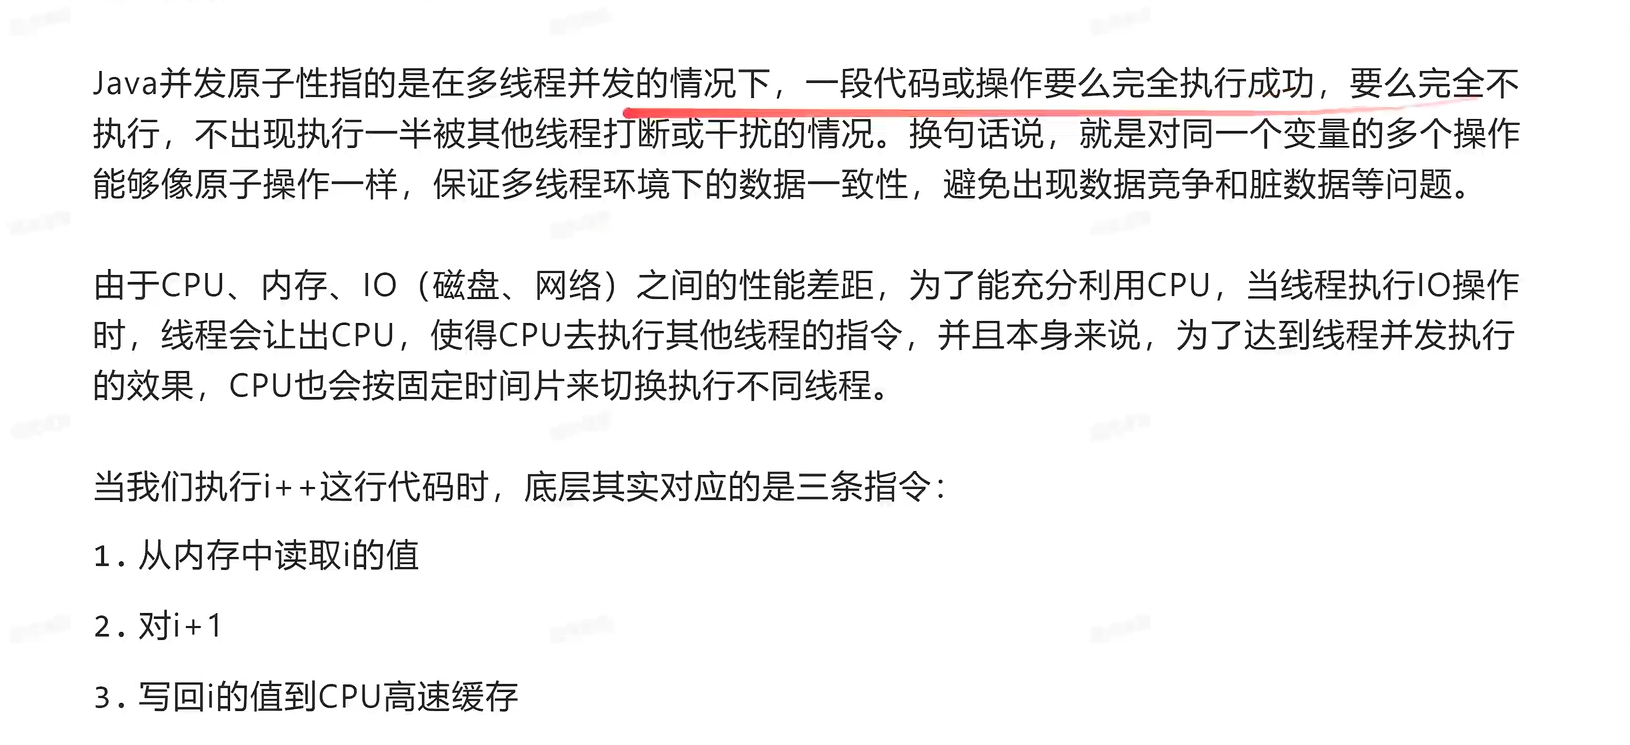 Java并发原子性指的是在多线程并发的情况下，一段代码或操作要么完全执行成功，要么完全不
执行，不出现执行一半被其他线程打断或干扰的情况。换句话说，就是对同一个变量的多个操作
能够像原子操作一样，保证多线程环境下的数据一致性，避免出现数据竞争和脏数据等问题。
由于CPU、内存、IO（磁盘、网络）之间的性能差距，为了能充分利用CPU，当线程执行IO操作
时，线程会让出CPU，使得CPU去执行其他线程的指令，并且本身来说，为了达到线程并发执行
的效果，CPU也会按固定时间片来切换执行不同线程。
当我们执行i++这行代码时，底层其实对应的是三条指令：
1. 从内存中读取i的值
2. 对i+1
3. 写回i的值到CPU高速缓存